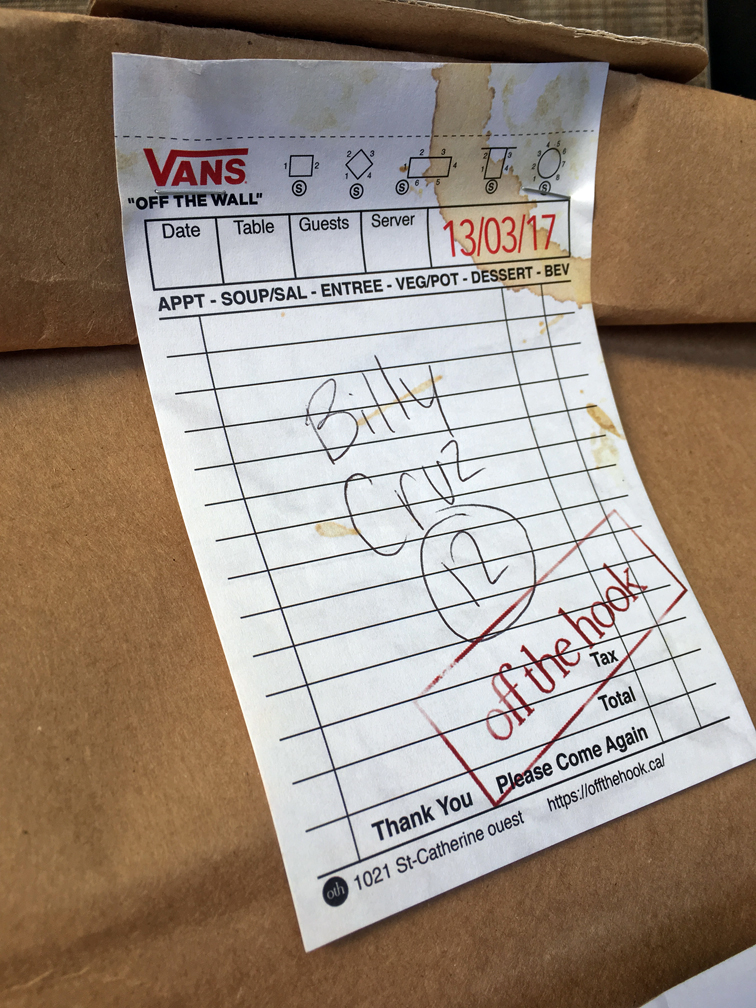 VANS
"OFF THE WALL"
1 2 S
2 3 1 4 S
2 3 1 4 6 5 S
2 3 1 4 S
4 5 3 6 2 7 1 8 S
Date Table Guests Server 13/03/17
APPT - SOUP/SAL - ENTREE - VEG/POT - DESSERT - BEV
Billy
Cruz
12
off the hook
Tax
Total
Thank You Please Come Again
oth 1021 St-Catherine ouest https://offthehook.ca/